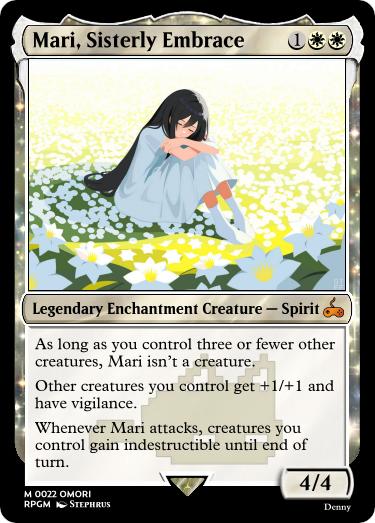 Mari, Sisterly Embrace 1
Legendary Enchantment Creature — Spirit
As long as you control three or fewer other
creatures, Mari isn't a creature.
Other creatures you control get +1/+1 and
have vigilance.
Whenever Mari attacks, creatures you
control gain indestructible until end of
turn.
4/4
M 0022 OMORI
RPGM Stephrus
Denny